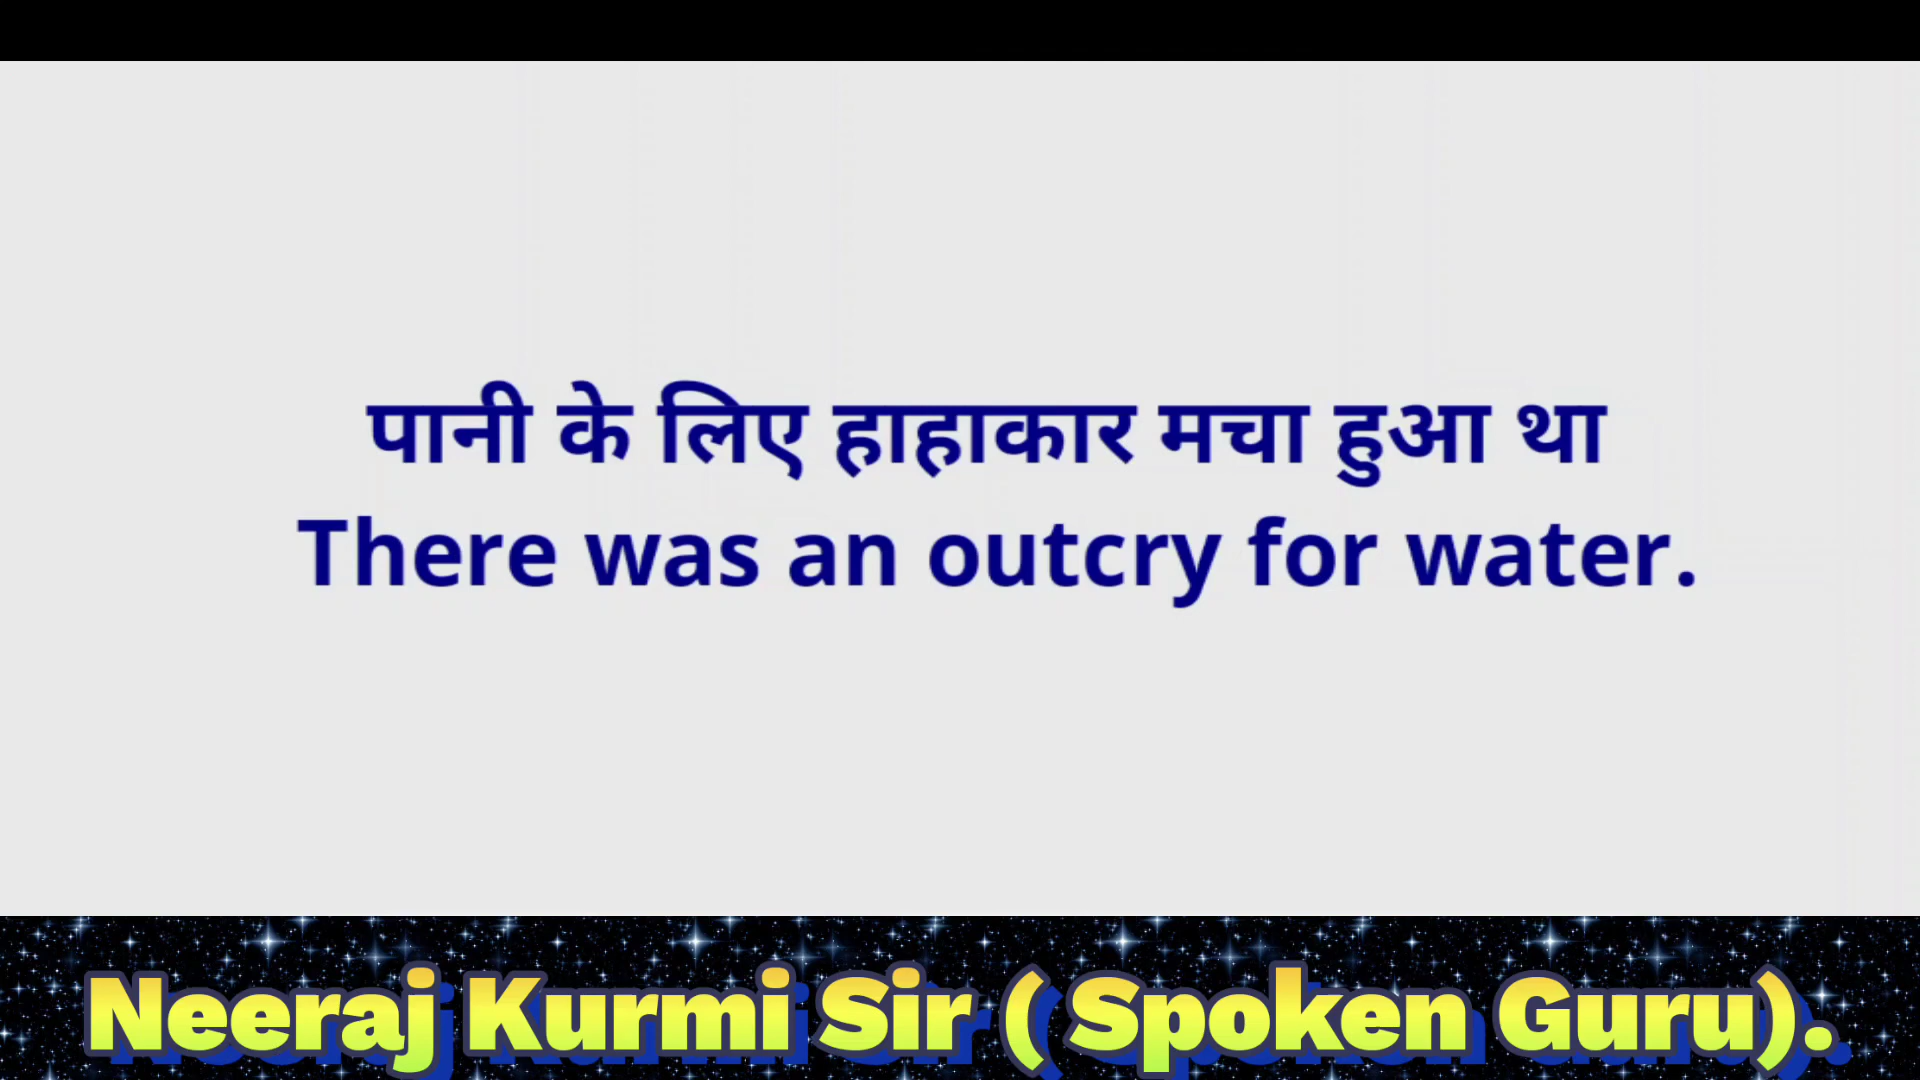 पानी के लिए हाहाकार मचा हुआ था
There was an outcry for water.
Neeraj Kurmi Sir ( Spoken Guru).